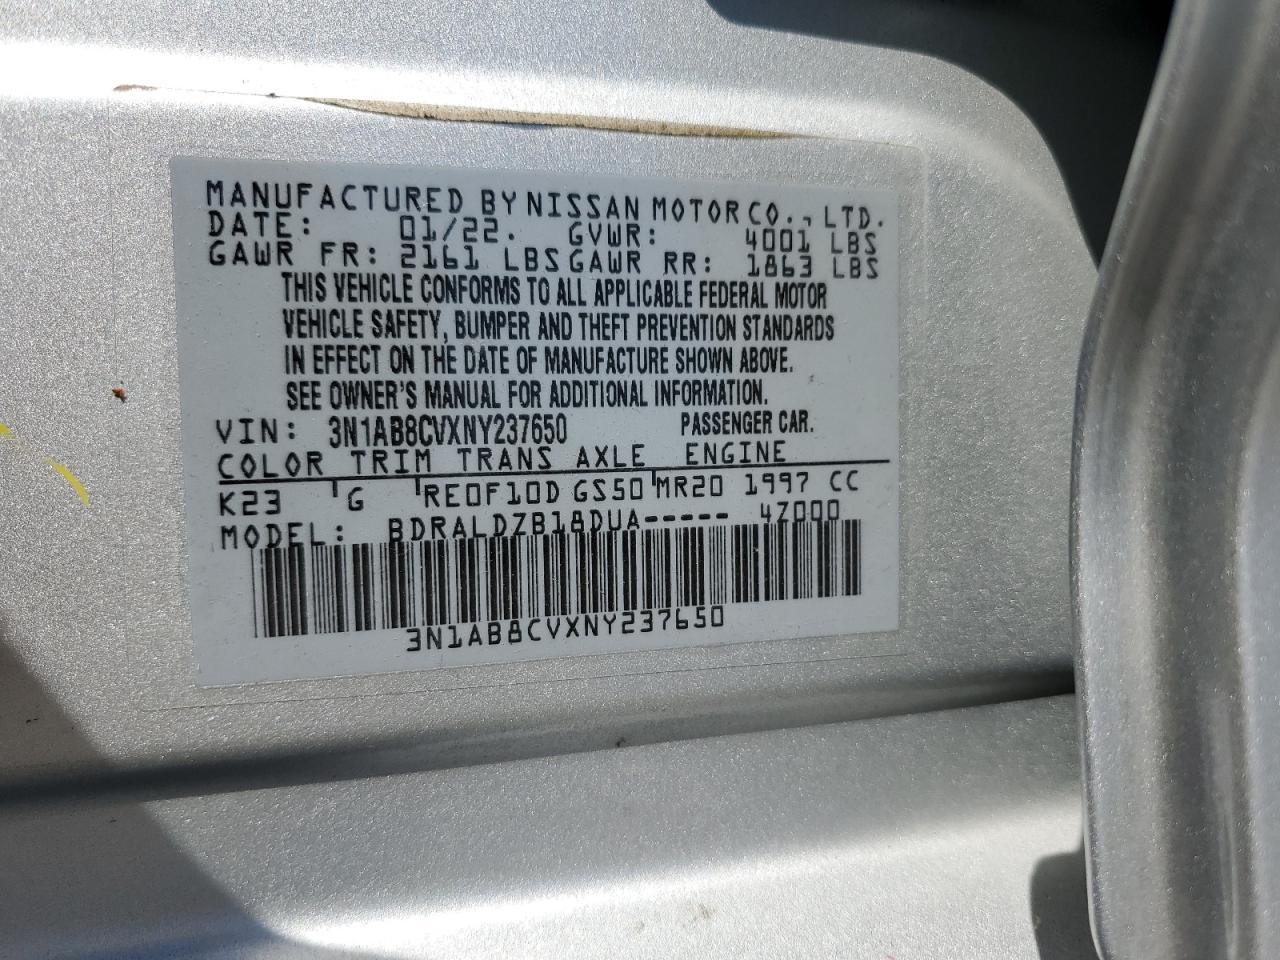 MANUFACTURED BY NISSAN MOTOR CO., LTD.
DATE: 01/22. GVWR: 4001 LBS
GAWR FR: 2161 LBS GAWR RR: 1863 LBS
THIS VEHICLE CONFORMS TO ALL APPLICABLE FEDERAL MOTOR
VEHICLE SAFETY, BUMPER AND THEFT PREVENTION STANDARDS
IN EFFECT ON THE DATE OF MANUFACTURE SHOWN ABOVE.
SEE OWNER'S MANUAL FOR ADDITIONAL INFORMATION.
VIN: 3N1AB8CVXNY237650 PASSENGER CAR.
COLOR TRIM TRANS AXLE ENGINE
K23 G RE0F10D GS50 MR20 1997 CC
MODEL: BDRALDZB18DUA----- 4Z000
3N1AB8CVXNY237650